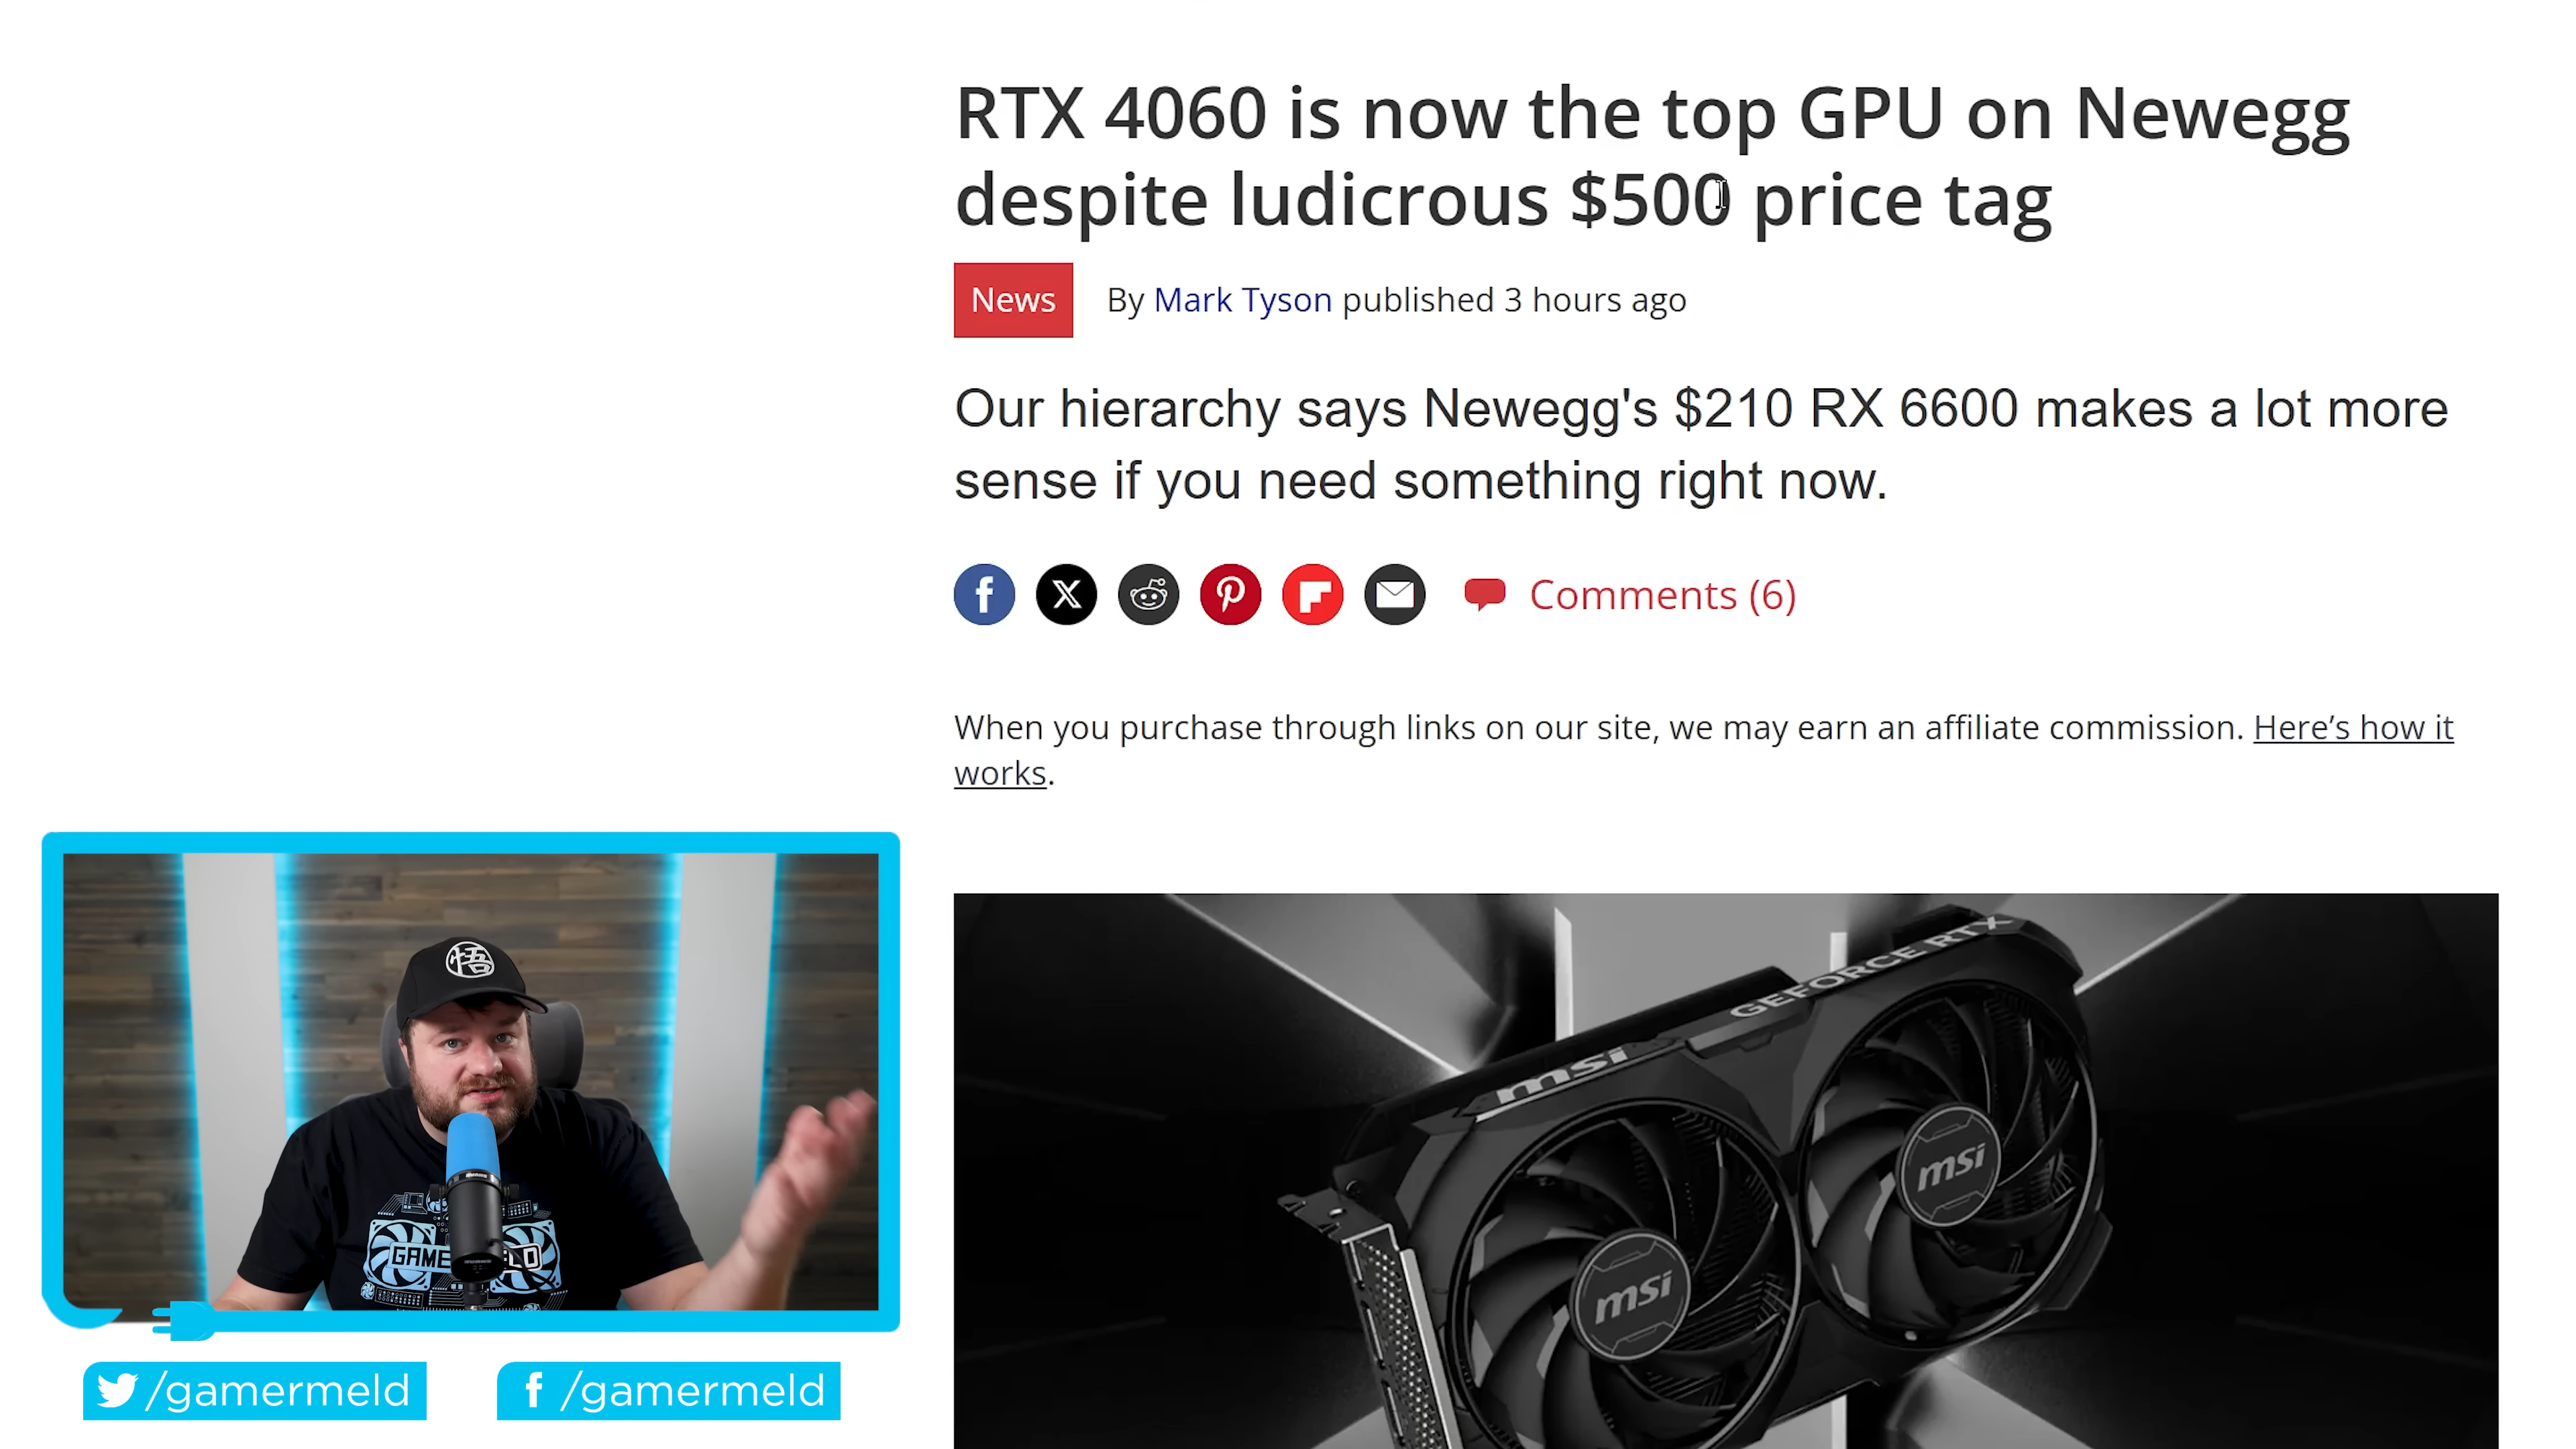 RTX 4060 is now the top GPU on Newegg
despite ludicrous $500 price tag
News
By Mark Tyson published 3 hours ago
Our hierarchy says Newegg's $210 RX 6600 makes a lot more
sense if you need something right now.
Comments (6)
When you purchase through links on our site, we may earn an affiliate commission. Here’s how it
works.
GEFORCE RTX
msi
msi
msi
悟
/gamermeld
/gamermeld